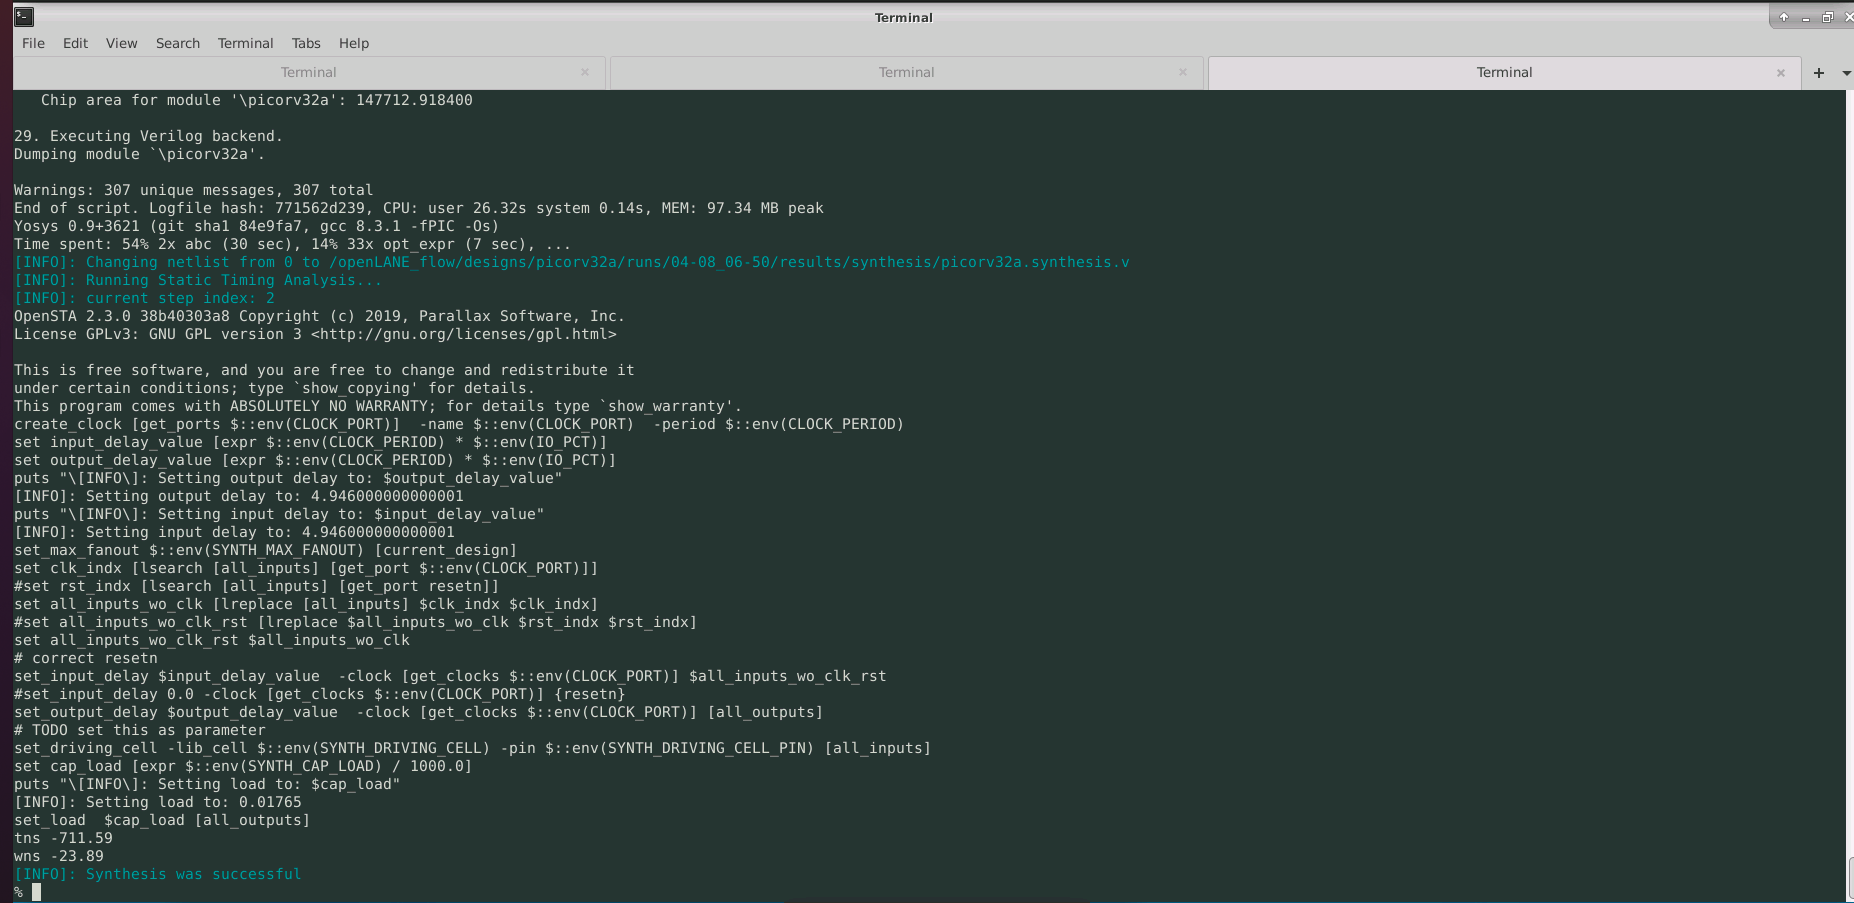 Terminal
File Edit View Search Terminal Tabs Help
Terminal Terminal Terminal
Chip area for module '\picorv32a': 147712.918400
29. Executing Verilog backend.
Dumping module `\picorv32a'.
Warnings: 307 unique messages, 307 total
End of script. Logfile hash: 771562d239, CPU: user 26.32s system 0.14s, MEM: 97.34 MB peak
Yosys 0.9+3621 (git sha1 84e9fa7, gcc 8.3.1 -fPIC -Os)
Time spent: 54% 2x abc (30 sec), 14% 33x opt_expr (7 sec), ...
[INFO]: Changing netlist from 0 to /openLANE_flow/designs/picorv32a/runs/04-08_06-50/results/synthesis/picorv32a.synthesis.v
[INFO]: Running Static Timing Analysis...
[INFO]: current step index: 2
OpenSTA 2.3.0 38b40303a8 Copyright (c) 2019, Parallax Software, Inc.
License GPLv3: GNU GPL version 3 <http://gnu.org/licenses/gpl.html>
This is free software, and you are free to change and redistribute it
under certain conditions; type `show_copying' for details.
This program comes with ABSOLUTELY NO WARRANTY; for details type `show_warranty'.
create_clock [get_ports $::env(CLOCK_PORT)]  -name $::env(CLOCK_PORT)  -period $::env(CLOCK_PERIOD)
set input_delay_value [expr $::env(CLOCK_PERIOD) * $::env(IO_PCT)]
set output_delay_value [expr $::env(CLOCK_PERIOD) * $::env(IO_PCT)]
puts "\[INFO\]: Setting output delay to: $output_delay_value"
[INFO]: Setting output delay to: 4.946000000000001
puts "\[INFO\]: Setting input delay to: $input_delay_value"
[INFO]: Setting input delay to: 4.946000000000001
set_max_fanout $::env(SYNTH_MAX_FANOUT) [current_design]
set clk_indx [lsearch [all_inputs] [get_port $::env(CLOCK_PORT)]]
#set rst_indx [lsearch [all_inputs] [get_port resetn]]
set all_inputs_wo_clk [lreplace [all_inputs] $clk_indx $clk_indx]
#set all_inputs_wo_clk_rst [lreplace $all_inputs_wo_clk $rst_indx $rst_indx]
set all_inputs_wo_clk_rst $all_inputs_wo_clk
# correct resetn
set_input_delay $input_delay_value  -clock [get_clocks $::env(CLOCK_PORT)] $all_inputs_wo_clk_rst
#set_input_delay 0.0 -clock [get_clocks $::env(CLOCK_PORT)] {resetn}
set_output_delay $output_delay_value  -clock [get_clocks $::env(CLOCK_PORT)] [all_outputs]
# TODO set this as parameter
set_driving_cell -lib_cell $::env(SYNTH_DRIVING_CELL) -pin $::env(SYNTH_DRIVING_CELL_PIN) [all_inputs]
set cap_load [expr $::env(SYNTH_CAP_LOAD) / 1000.0]
puts "\[INFO\]: Setting load to: $cap_load"
[INFO]: Setting load to: 0.01765
set_load  $cap_load [all_outputs]
tns -711.59
wns -23.89
[INFO]: Synthesis was successful
%